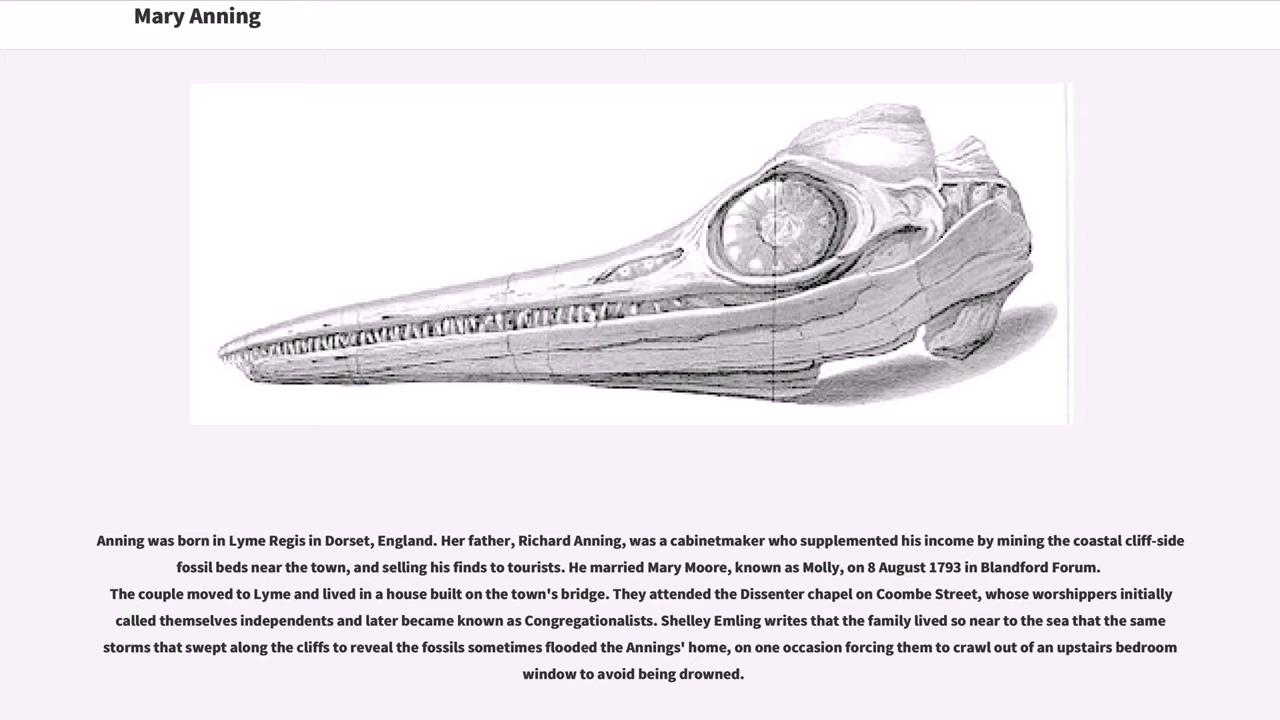 Mary Anning
Anning was born in Lyme Regis in Dorset, England. Her father, Richard Anning, was a cabinetmaker who supplemented his income by mining the coastal cliff-side
fossil beds near the town, and selling his finds to tourists. He married Mary Moore, known as Molly, on 8 August 1793 in Blandford Forum.
The couple moved to Lyme and lived in a house built on the town's bridge. They attended the Dissenter chapel on Coombe Street, whose worshippers initially
called themselves independents and later became known as Congregationalists. Shelley Emling writes that the family lived so near to the sea that the same
storms that swept along the cliffs to reveal the fossils sometimes flooded the Annings' home, on one occasion forcing them to crawl out of an upstairs bedroom
window to avoid being drowned.